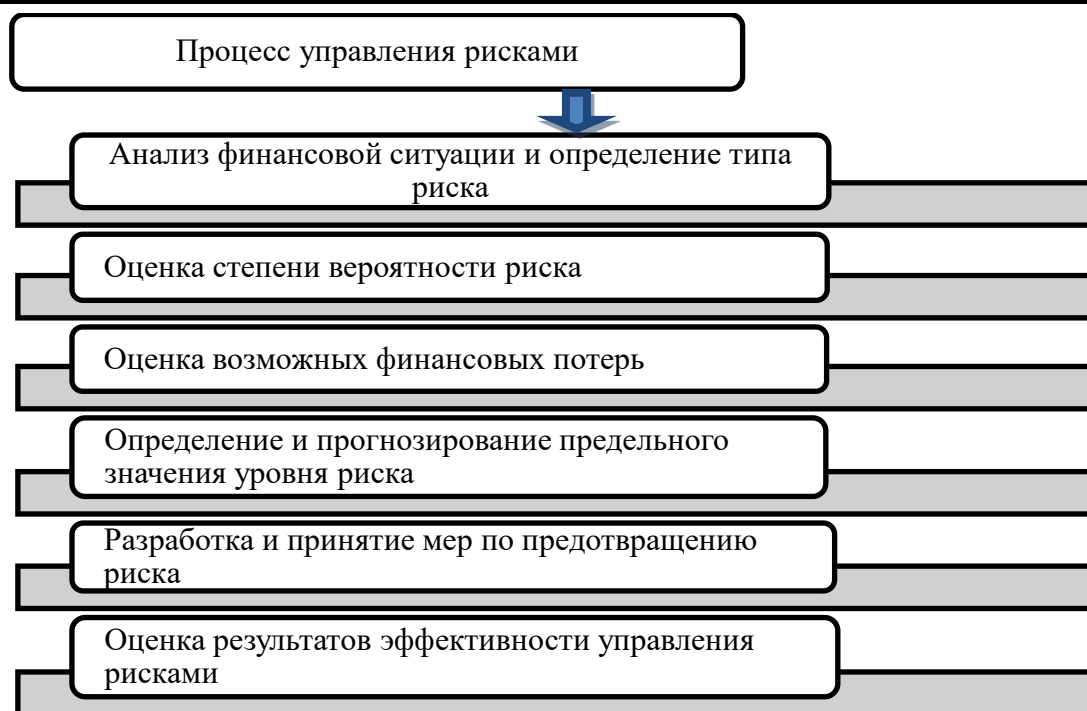 Процесс управления рисками
Анализ финансовой ситуации и определение типа
риска
Оценка степени вероятности риска
Оценка возможных финансовых потерь
Определение и прогнозирование предельного
значения уровня риска
Разработка и принятие мер по предотвращению
риска
Оценка результатов эффективности управления
рисками